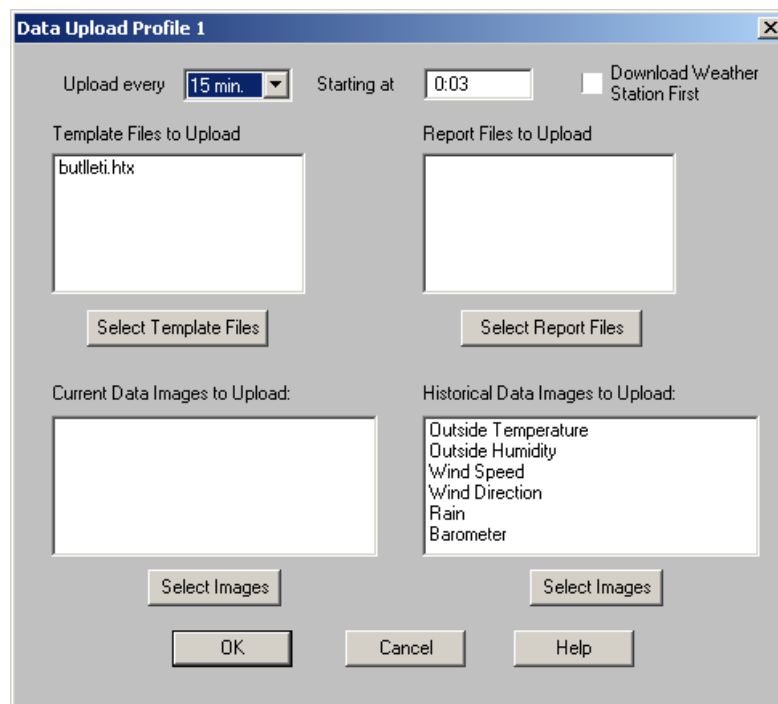 Data Upload Profile 1
Upload every 15 min. Starting at 0:03 Download Weather
Station First
Template Files to Upload Report Files to Upload
butlleti.htx
Select Template Files Select Report Files
Current Data Images to Upload: Historical Data Images to Upload:
Outside Temperature
Outside Humidity
Wind Speed
Wind Direction
Rain
Barometer
Select Images Select Images
OK Cancel Help